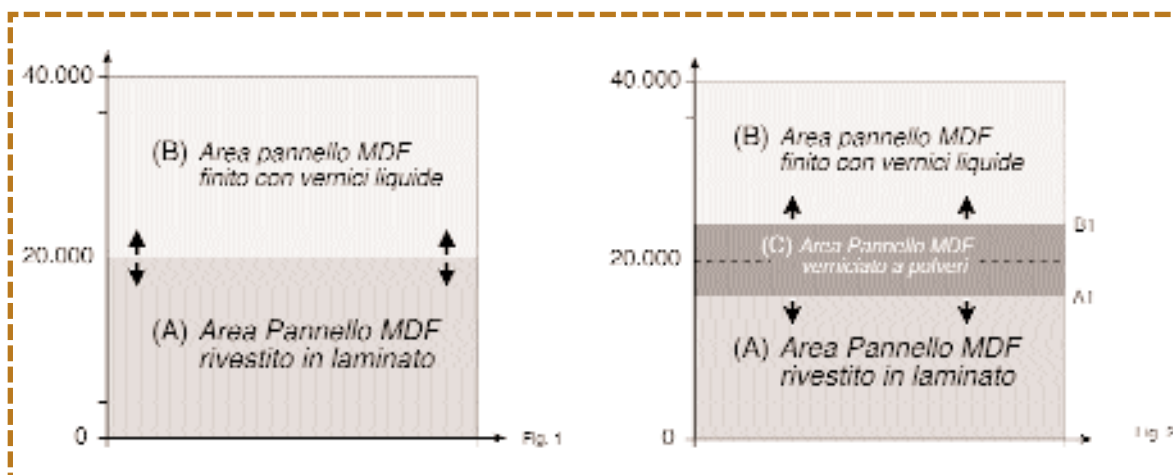 40.000
(B) Area pannello MDF
finito con vernici liquide
20.000
(A) Area Pannello MDF
rivestito in laminato
0
Fig. 1
40.000
(B) Area pannello MDF
finito con vernici liquide
B1
(C) Area Pannello MDF
verniciato a polveri
20.000
A1
(A) Area Pannello MDF
rivestito in laminato
0
Fig. 2